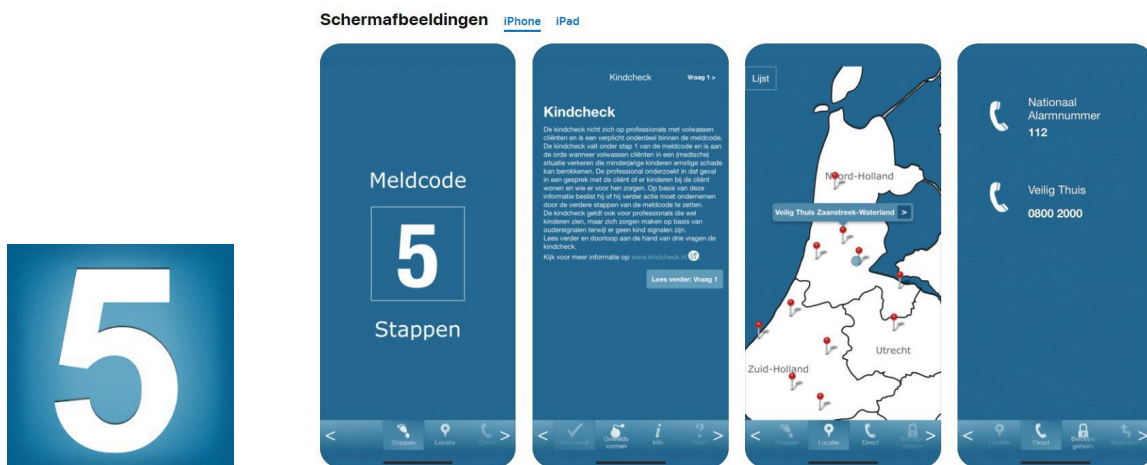 Schermafbeeldingen iPhone iPad
5
Meldcode
5
Stappen
Stappen Locatie Direct
Kindcheck Vraag 1 >
Kindcheck
De kindcheck richt zich op professionals met volwassen
cliënten en is een verplicht onderdeel binnen de meldcode.
De kindcheck valt onder stap 1 van de meldcode en is aan
de orde wanneer volwassen cliënten in een (medische)
situatie verkeren die minderjarige kinderen ernstige schade
kan berokkenen. De professional onderzoekt in dat geval
in een gesprek met de cliënt of er kinderen bij de cliënt
wonen en wie er voor hen zorgen. Op basis van deze
informatie beslist hij of hij verder actie moet ondernemen
door de verdere stappen van de meldcode te zetten.
De kindcheck geldt ook voor professionals die wel
kinderen zien, maar zich zorgen maken op basis van
oudersignalen terwijl er geen kind signalen zijn.
Lees verder en doorloop aan de hand van drie vragen de
kindcheck.
Kijk voor meer informatie op www.kindcheck.nl
Lees verder: Vraag 1
Kindcheck Geweldsvormen Info
Lijst
Noord-Holland
Veilig Thuis Zaanstreek-Waterland >
Utrecht
Zuid-Holland
Stappen Locatie Direct Beroepsgeheim
Nationaal
Alarmnummer
112
Veilig Thuis
0800 2000
Locatie Direct Beroepsgeheim